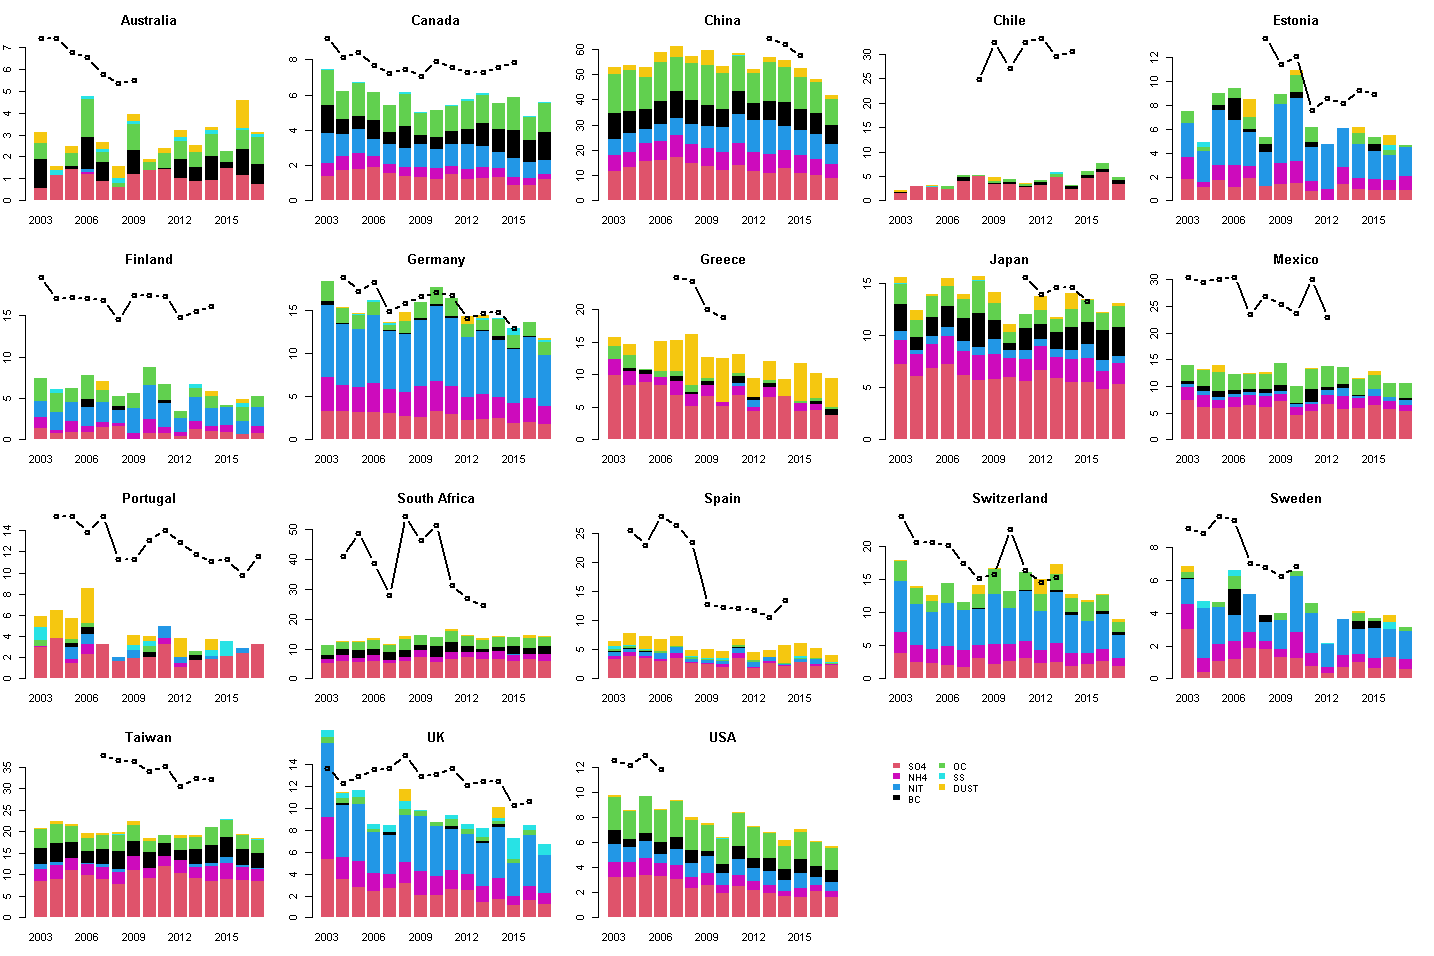 Australia Canada China Chile Estonia
0 1 2 3 4 5 6 7
0 2 4 6 8
0 10 20 30 40 50 60
0 5 10 15 20 25 30
0 2 4 6 8 10 12
2003 2006 2009 2012 2015 2003 2006 2009 2012 2015 2003 2006 2009 2012 2015 2003 2006 2009 2012 2015 2003 2006 2009 2012 2015
Finland Germany Greece Japan Mexico
0 5 10 15
0 5 10 15
0 5 10 15 20
0 5 10 15
0 5 10 15 20 25 30
2003 2006 2009 2012 2015 2003 2006 2009 2012 2015 2003 2006 2009 2012 2015 2003 2006 2009 2012 2015 2003 2006 2009 2012 2015
Portugal South Africa Spain Switzerland Sweden
0 2 4 6 8 10 12 14
0 10 20 30 40 50
0 5 10 15 20 25
0 5 10 15 20
0 2 4 6 8
2003 2006 2009 2012 2015 2003 2006 2009 2012 2015 2003 2006 2009 2012 2015 2003 2006 2009 2012 2015 2003 2006 2009 2012 2015
Taiwan UK USA
0 5 10 15 20 25 30 35
0 2 4 6 8 10 12 14
0 2 4 6 8 10 12
2003 2006 2009 2012 2015 2003 2006 2009 2012 2015 2003 2006 2009 2012 2015
SO4 OC
NH4 SS
NIT DUST
BC